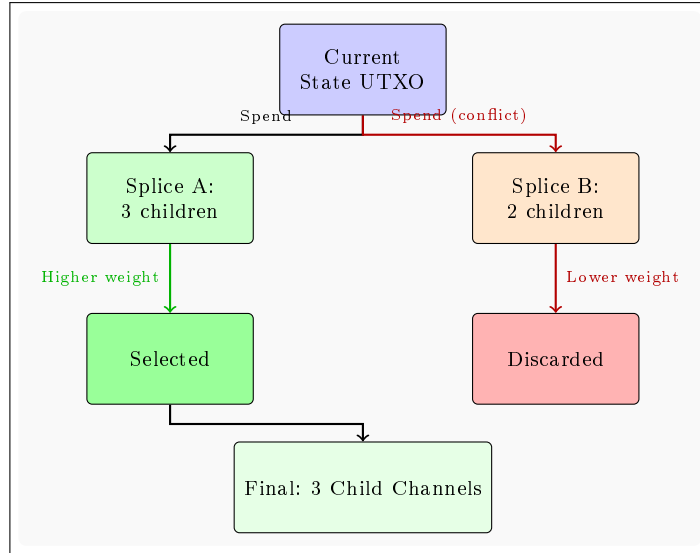 Current
State UTXO
Spend
Spend (conflict)
Splice A:
3 children
Splice B:
2 children
Higher weight
Lower weight
Selected
Discarded
Final: 3 Child Channels